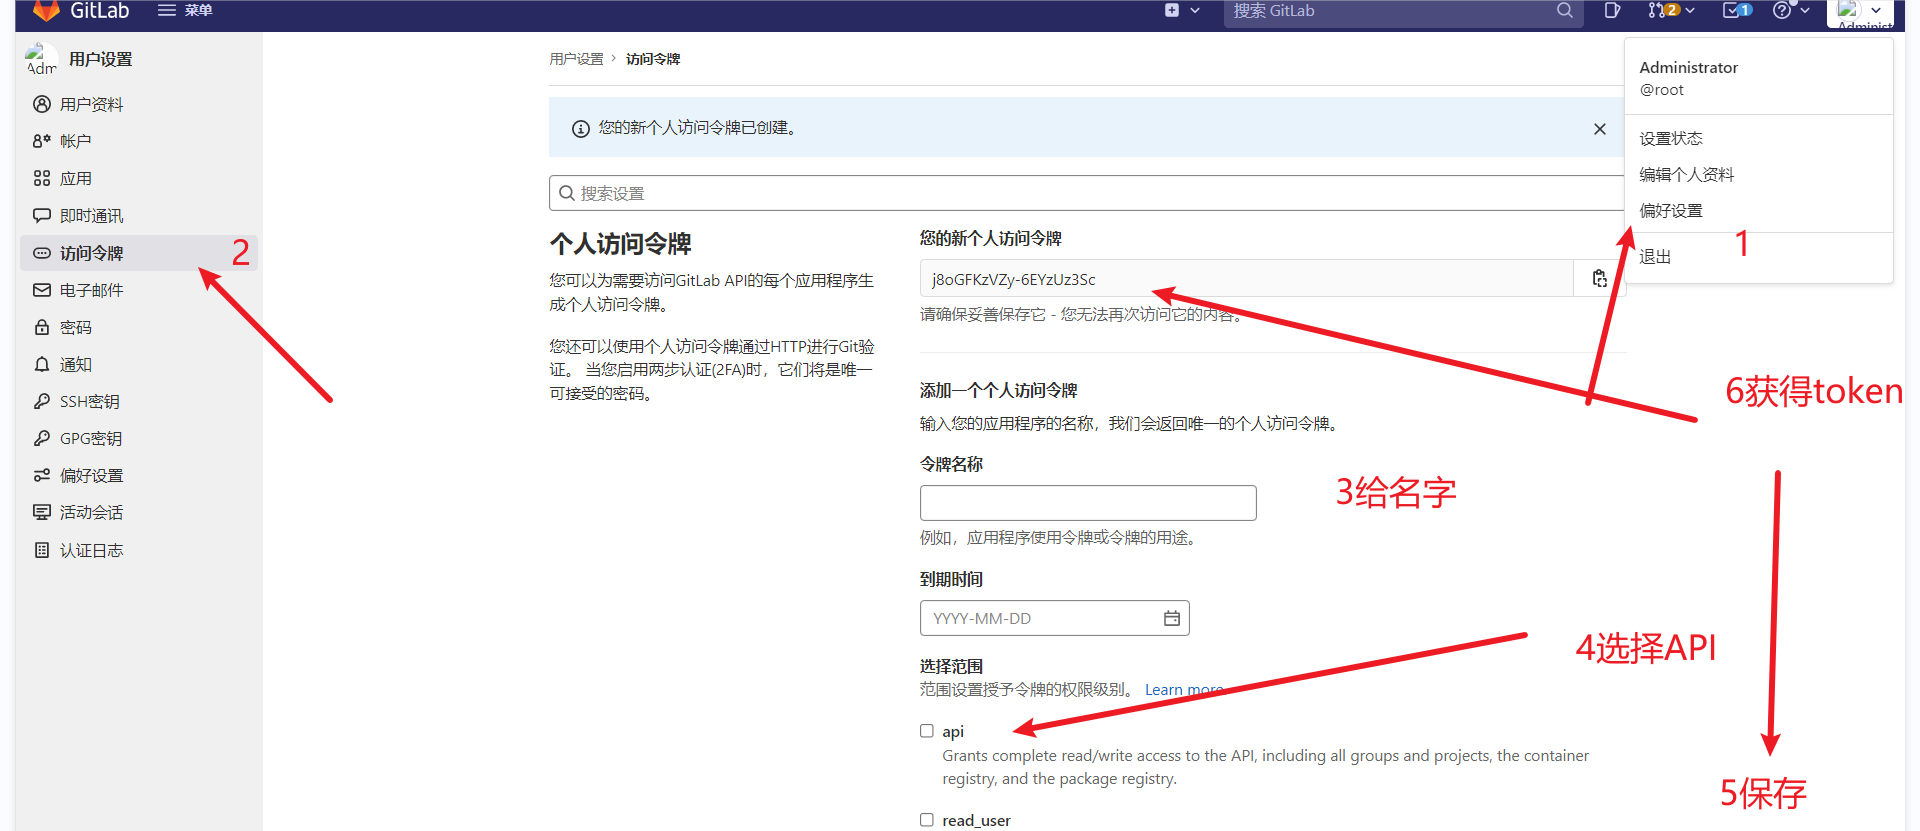 GitLab
菜单
搜索 GitLab
2
1
Administ
Adm
用户设置
用户资料
帐户
应用
即时通讯
访问令牌
2
电子邮件
密码
通知
SSH密钥
GPG密钥
偏好设置
活动会话
认证日志
用户设置 › 访问令牌
您的新个人访问令牌已创建。
搜索设置
个人访问令牌
您可以为需要访问GitLab API的每个应用程序生
成个人访问令牌。
您还可以使用个人访问令牌通过HTTP进行Git验
证。 当您启用两步认证(2FA)时，它们将是唯一
可接受的密码。
您的新个人访问令牌
j8oGFKzVZy-6EYzUz3Sc
请确保妥善保存它 - 您无法再次访问它的内容。
添加一个个人访问令牌
输入您的应用程序的名称，我们会返回唯一的个人访问令牌。
令牌名称
例如，应用程序使用令牌或令牌的用途。
到期时间
YYYY-MM-DD
选择范围
范围设置授予令牌的权限级别。 Learn more.
api
Grants complete read/write access to the API, including all groups and projects, the container
registry, and the package registry.
read_user
Administrator
@root
设置状态
编辑个人资料
偏好设置
退出
1
6获得token
3给名字
4选择API
5保存